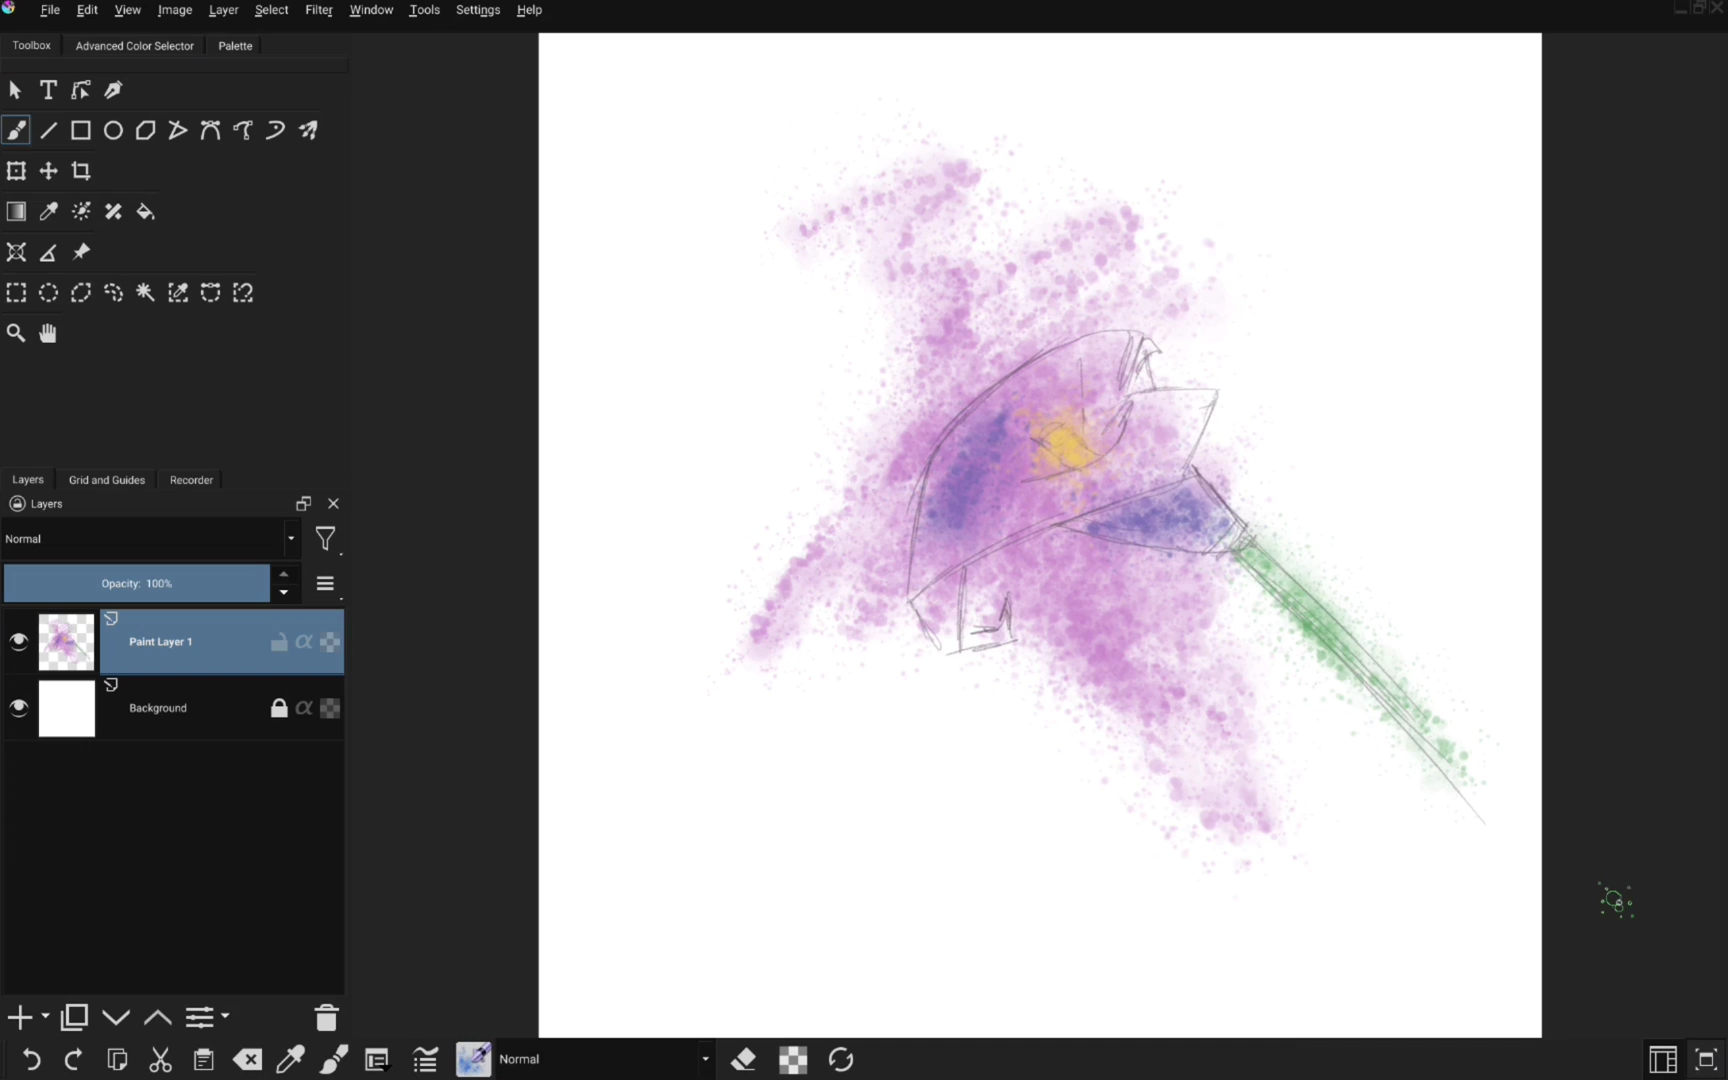 File Edit View Image Layer Select Filter Window Tools Settings Help
Toolbox Advanced Color Selector Palette
T
Layers Grid and Guides Recorder
Layers
Normal
Opacity: 100%
Paint Layer 1
α
Background
α
Normal